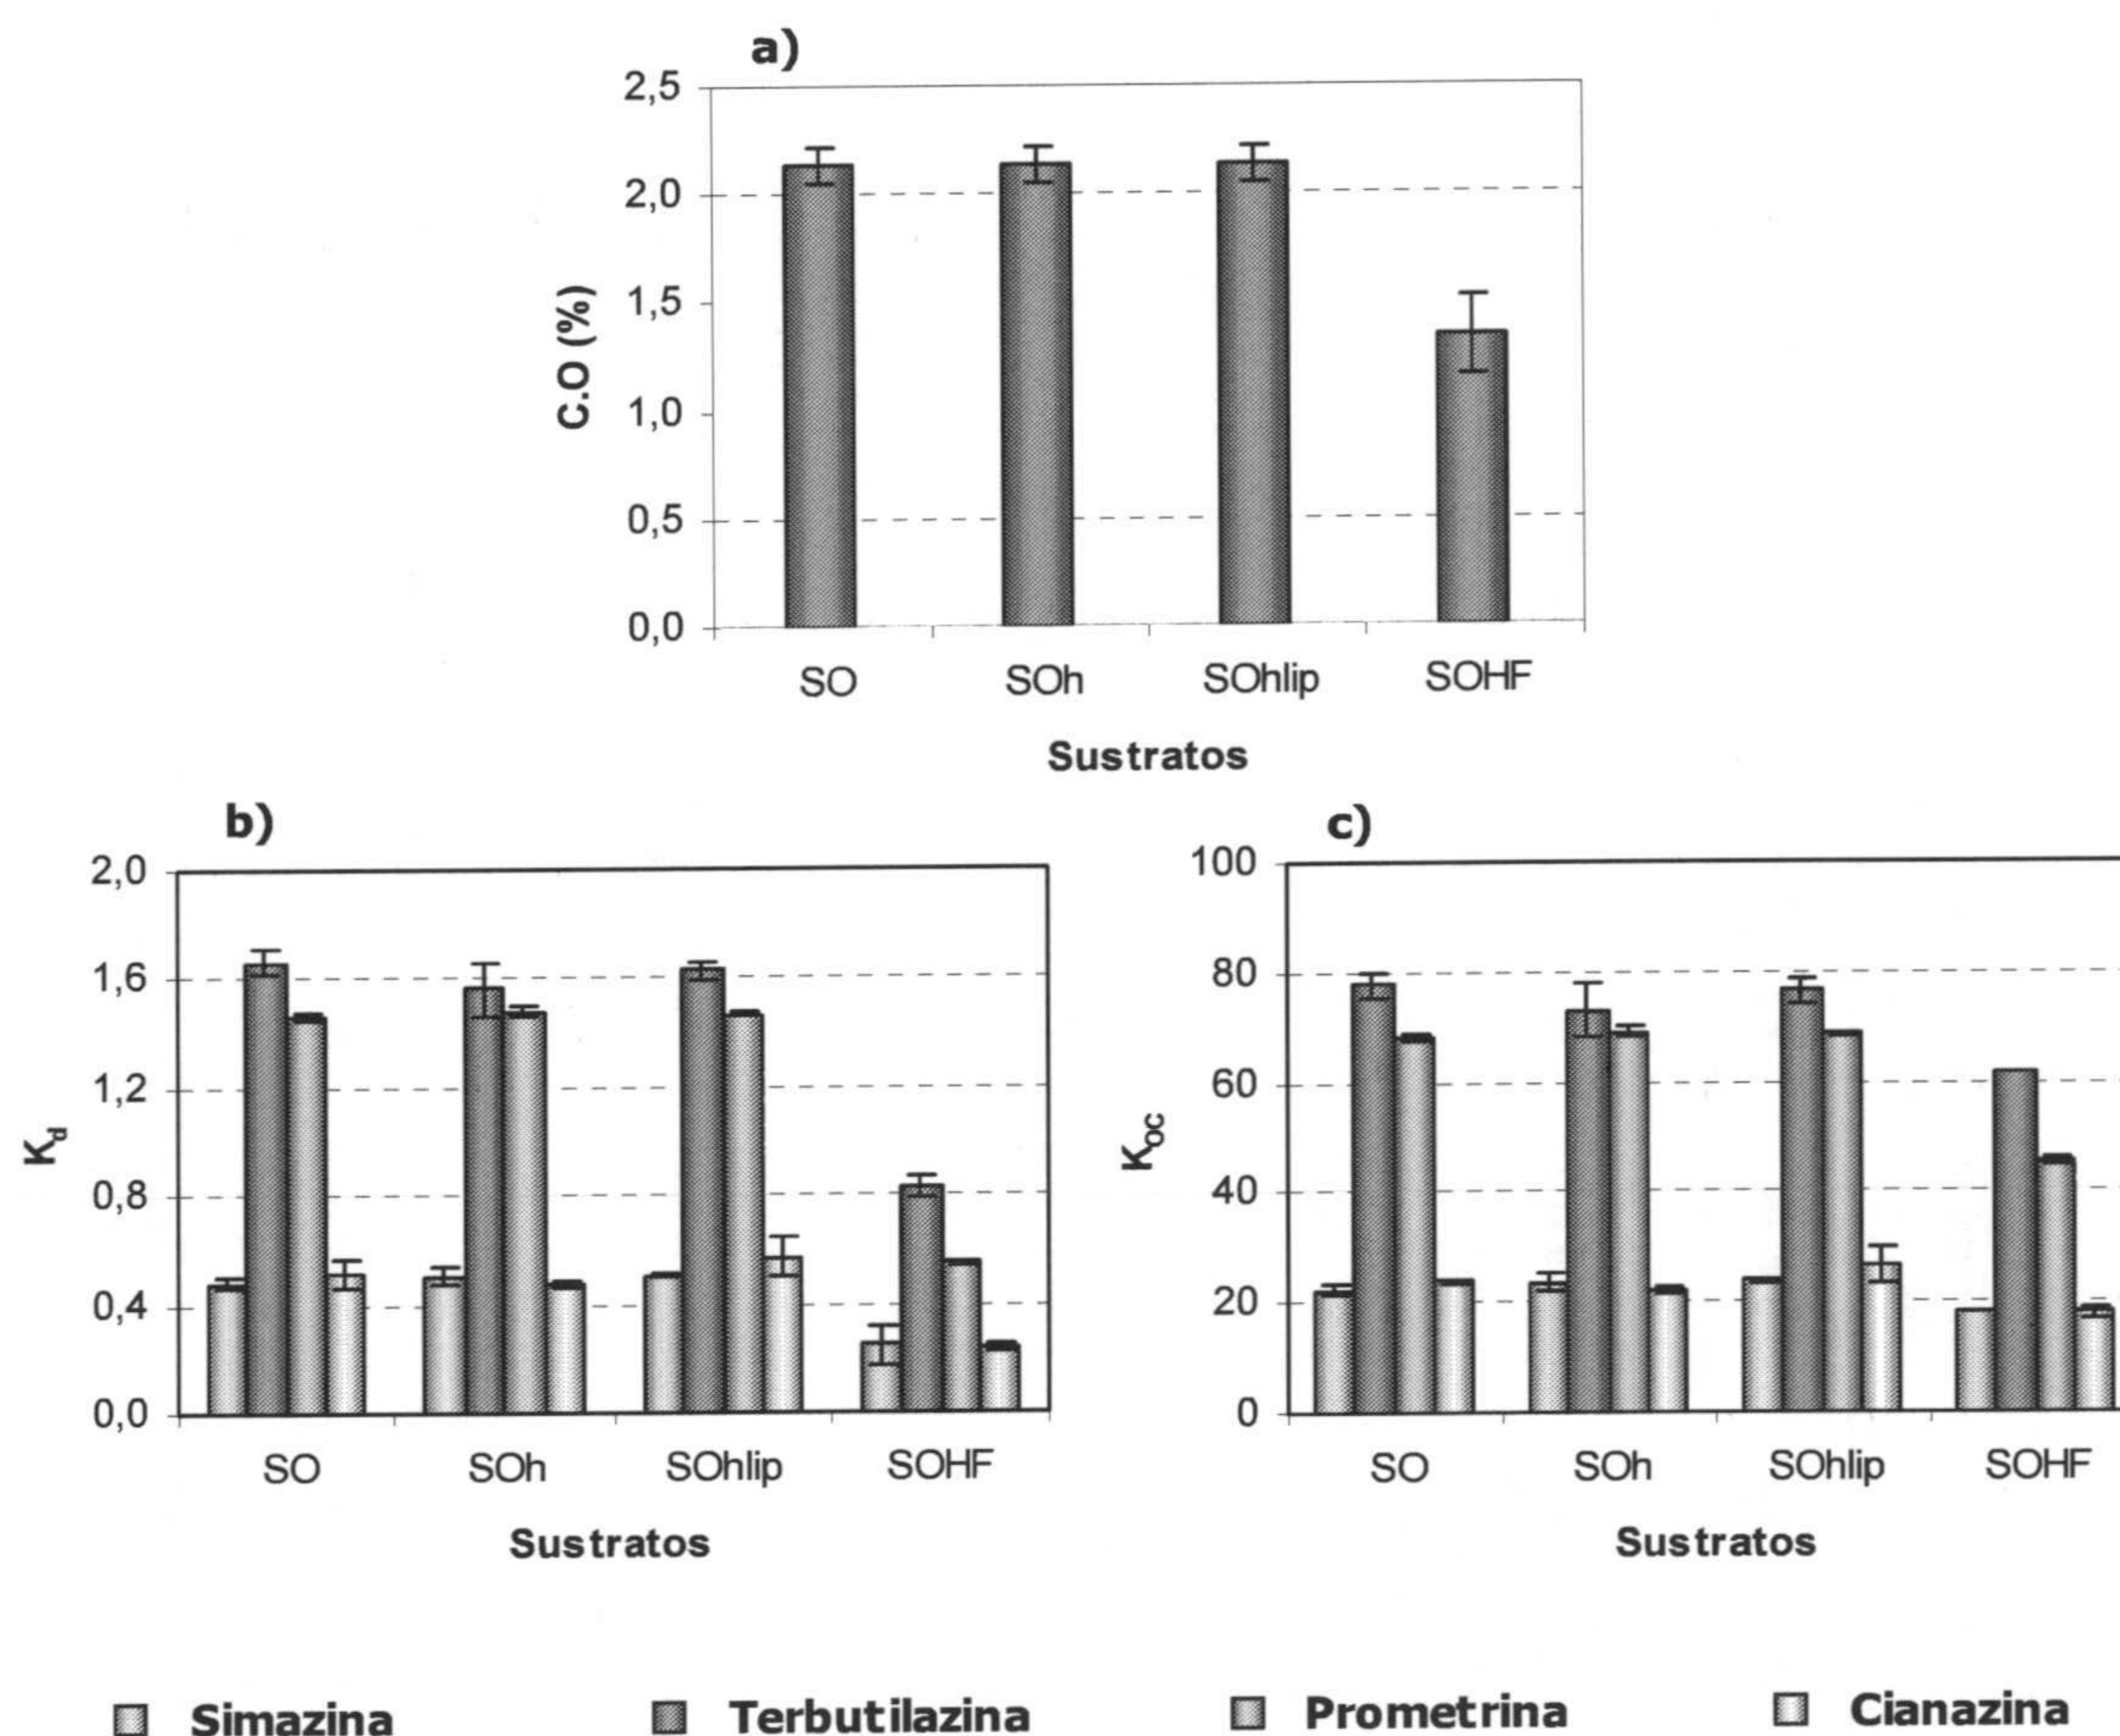 a)
2,5
2,0
1,5
1,0
0,5
0,0
C.O (%)
SO SOh SOhlip SOHF
Sustratos
b)
2,0
1,6
1,2
0,8
0,4
0,0
Kd
SO SOh SOhlip SOHF
Sustratos
c)
100
80
60
40
20
0
KOC
SO SOh SOhlip SOHF
Sustratos
Simazina Terbutilazina Prometrina Cianazina